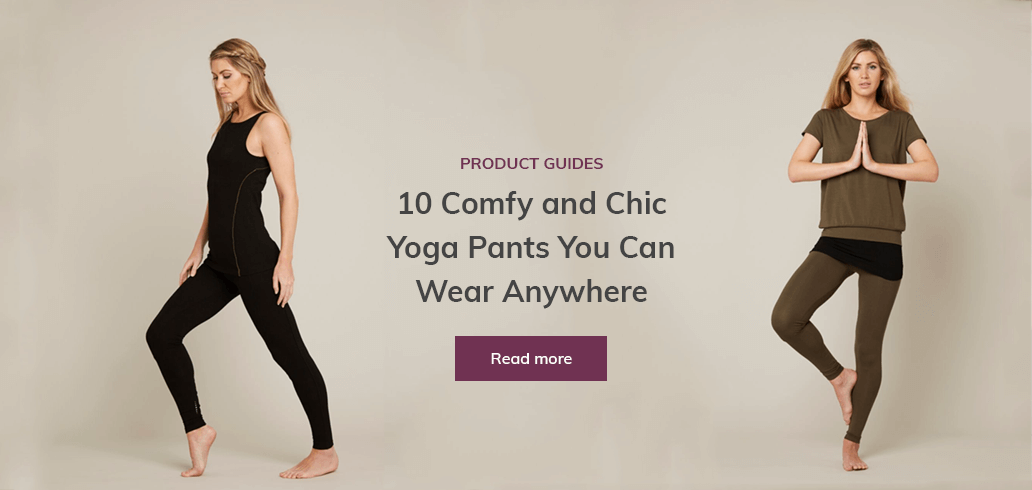 PRODUCT GUIDES
10 Comfy and Chic
Yoga Pants You Can
Wear Anywhere
Read more